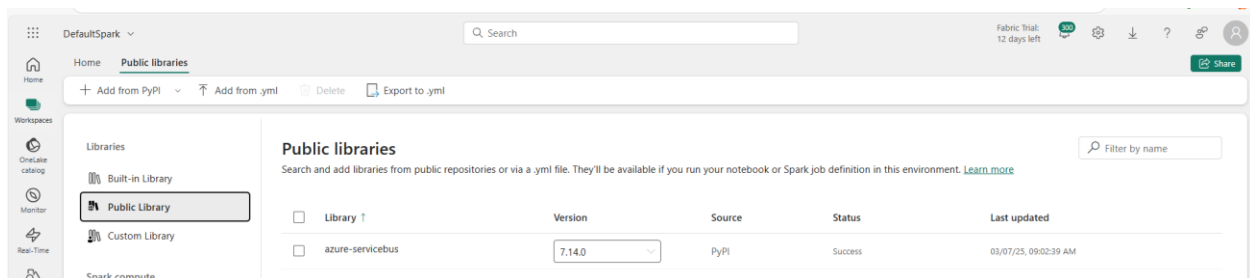 DefaultSpark
Search
Fabric Trial:
12 days left
300
Home
Public libraries
Share
Home
Add from PyPI
Add from .yml
Delete
Export to .yml
Workspaces
OneLake
catalog
Monitor
Real-Time
Libraries
Built-in Library
Public Library
Custom Library
Spark compute
Public libraries
Filter by name
Search and add libraries from public repositories or via a .yml file. They'll be available if you run your notebook or Spark job definition in this environment. Learn more
Library ↑ Version Source Status Last updated
azure-servicebus 7.14.0 PyPI Success 03/07/25, 09:02:39 AM